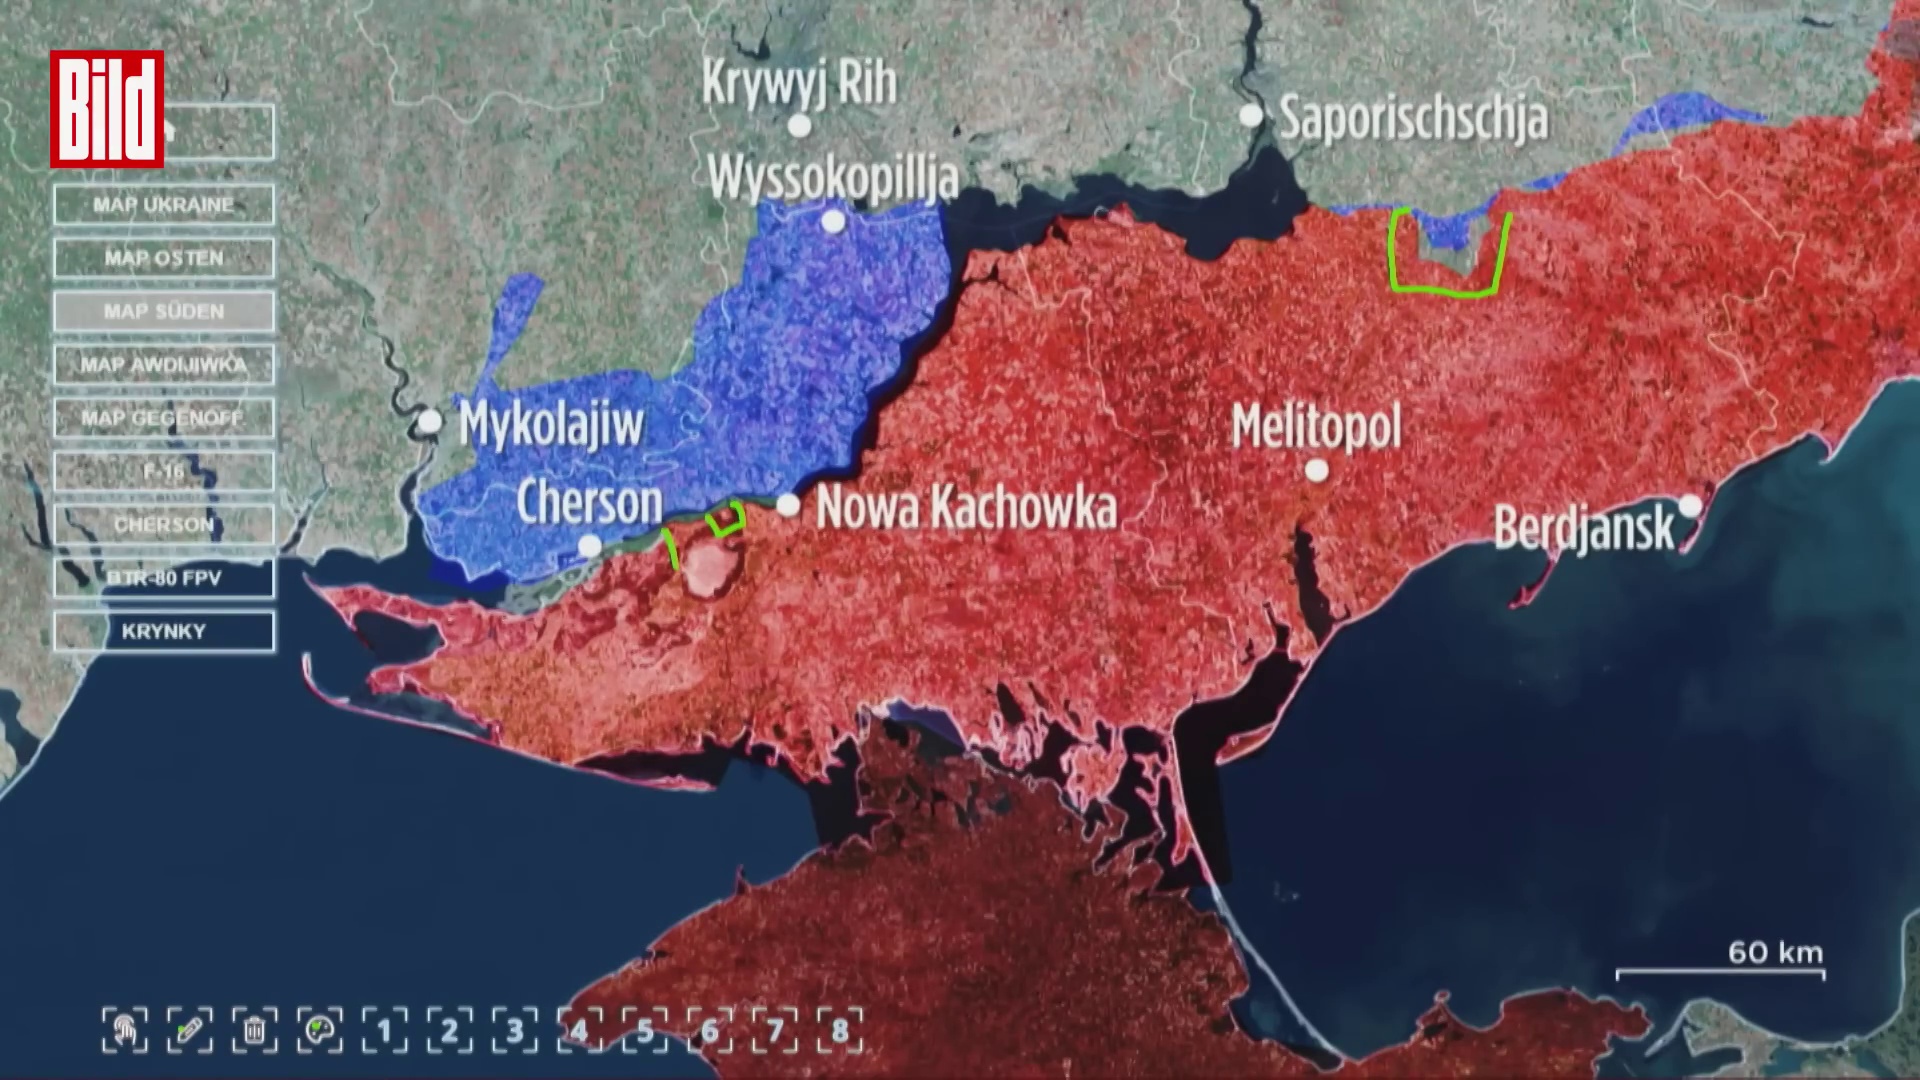 Bild
MAP UKRAINE
MAP OSTEN
MAP SÜDEN
MAP AWDIJIWKA
MAP GEGENOFF
F-16
CHERSON
BTR-80 FPV
KRYNKY
Krywyj Rih
Wyssokopillja
Saporischschja
Mykolajiw
Cherson
Nowa Kachowka
Melitopol
Berdjansk
60 km
1 2 3 4 5 6 7 8